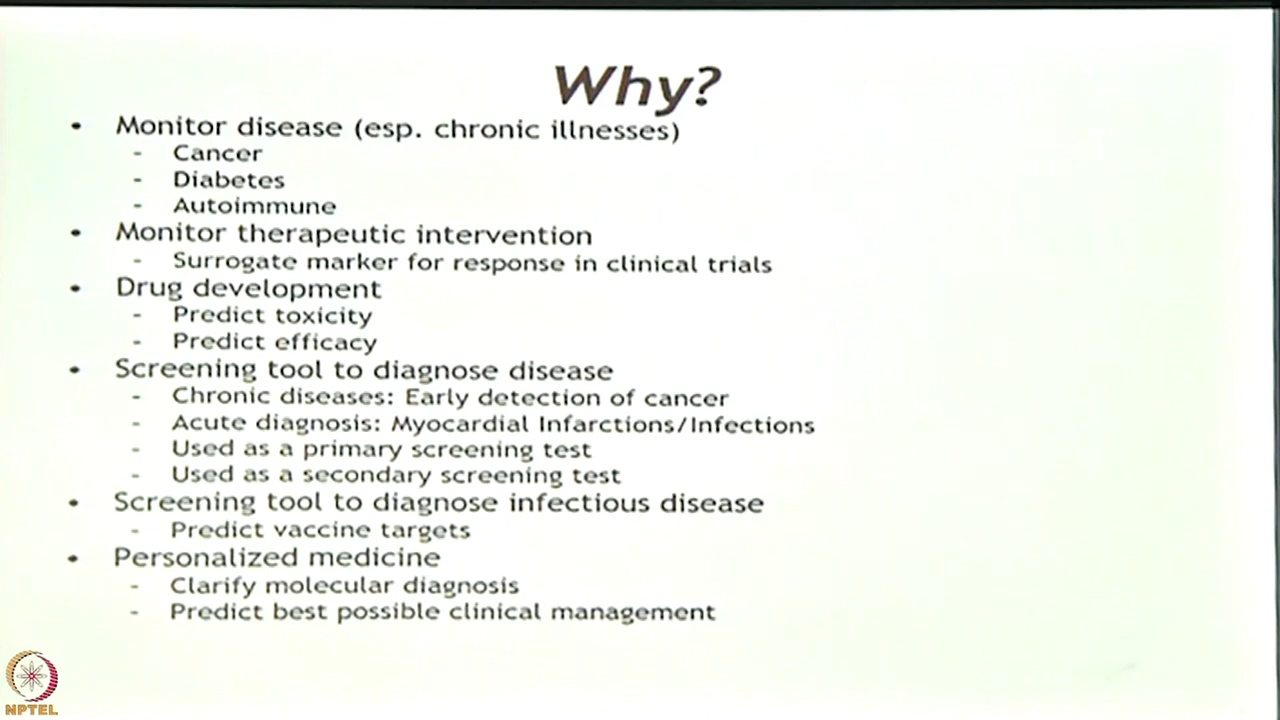 Why?
• Monitor disease (esp. chronic illnesses)
- Cancer
- Diabetes
- Autoimmune
• Monitor therapeutic intervention
- Surrogate marker for response in clinical trials
• Drug development
- Predict toxicity
- Predict efficacy
• Screening tool to diagnose disease
- Chronic diseases: Early detection of cancer
- Acute diagnosis: Myocardial Infarctions/Infections
- Used as a primary screening test
- Used as a secondary screening test
• Screening tool to diagnose infectious disease
- Predict vaccine targets
• Personalized medicine
- Clarify molecular diagnosis
- Predict best possible clinical management
NPTEL